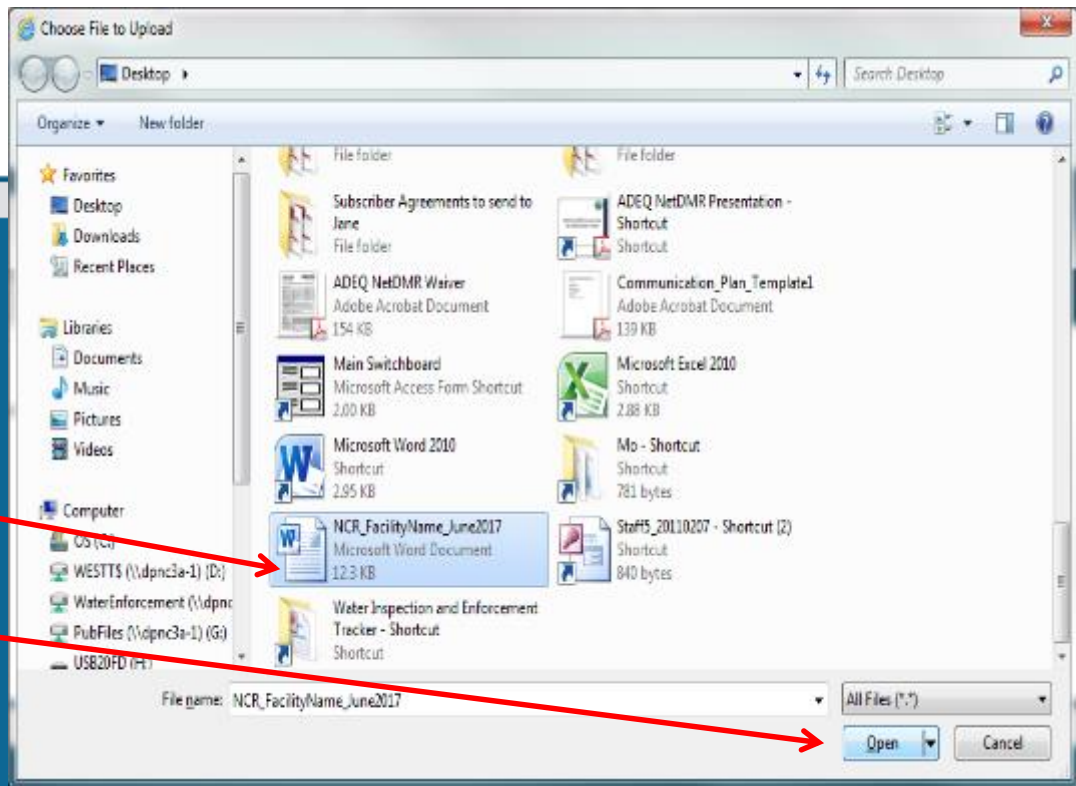 Choose File to Upload
Desktop
Search Desktop
Organize
New folder
Favorites
Desktop
Downloads
Recent Places
Libraries
Documents
Music
Pictures
Videos
Computer
OS (C:)
WESTT$ (\\dpnc3a-1) (D:)
WaterEnforcement (\\dpnc
PubFiles (\\dpnc3a-1) (G:)
USB20FD (H:)
File folder
File folder
Subscriber Agreements to send to
Jane
File folder
ADEQ NetDMR Presentation -
Shortcut
Shortcut
ADEQ NetDMR Waiver
Adobe Acrobat Document
154 KB
Communication_Plan_Template1
Adobe Acrobat Document
139 KB
Main Switchboard
Microsoft Access Form Shortcut
2.00 KB
Microsoft Excel 2010
Shortcut
2.88 KB
Microsoft Word 2010
Shortcut
2.95 KB
Mo - Shortcut
Shortcut
781 bytes
NCR_FacilityName_June2017
Microsoft Word Document
12.3 KB
Staff5_20110207 - Shortcut (2)
Shortcut
840 bytes
Water Inspection and Enforcement
Tracker - Shortcut
Shortcut
File name: NCR_FacilityName_June2017
All Files (*.*)
Open
Cancel